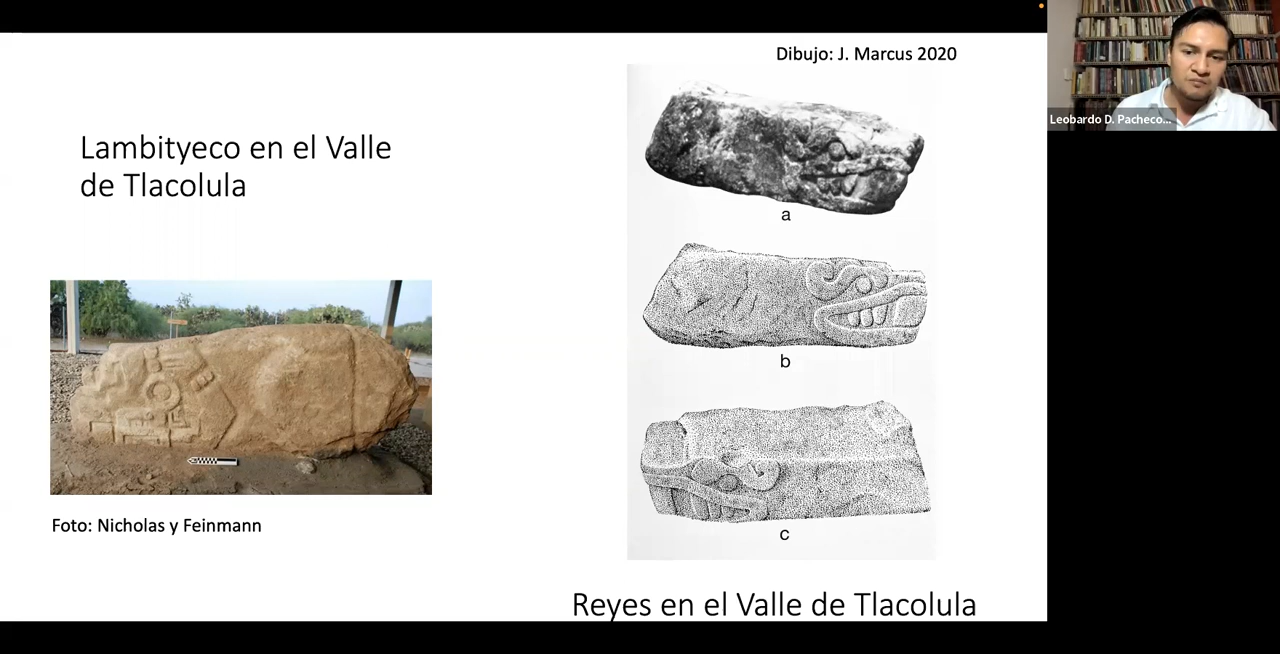 Dibujo: J. Marcus 2020
Lambityeco en el Valle
de Tlacolula
a
b
c
Foto: Nicholas y Feinmann
Reyes en el Valle de Tlacolula
Leobardo D. Pacheco...